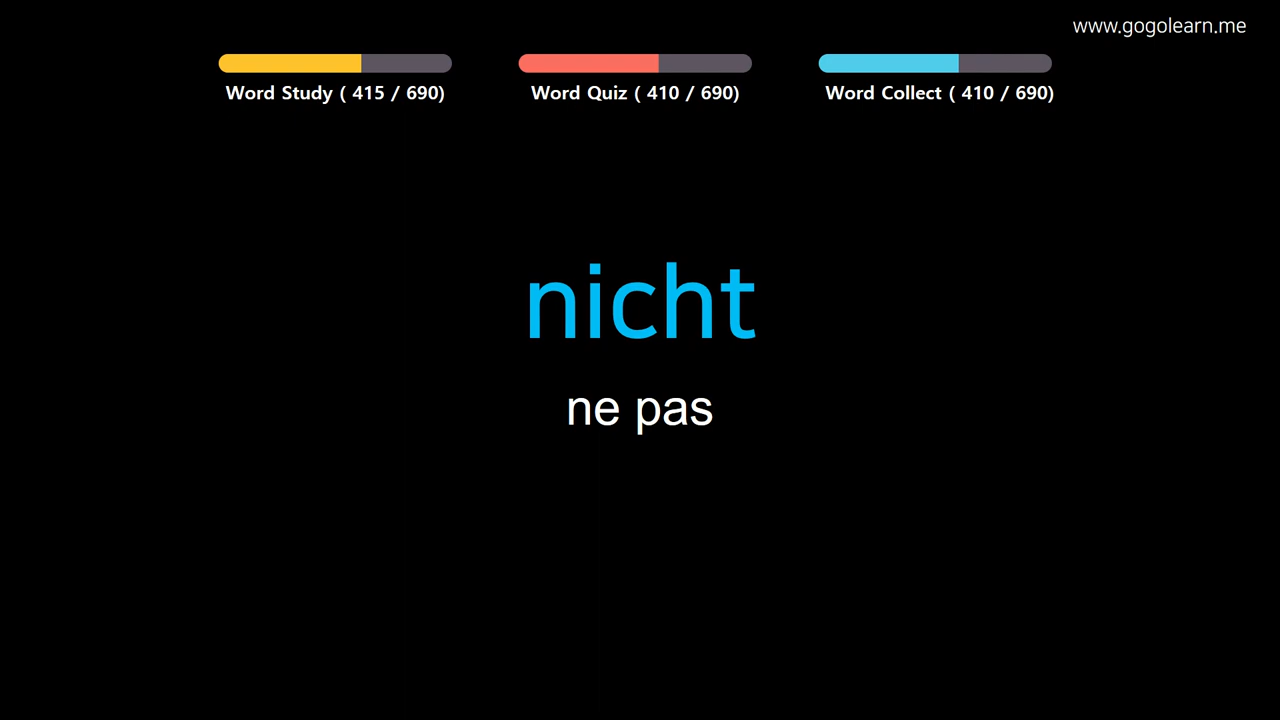 www.gogolearn.me
Word Study ( 415 / 690)
Word Quiz ( 410 / 690)
Word Collect ( 410 / 690)
nicht
ne pas